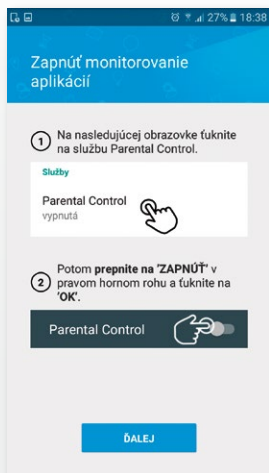 27% 18:38
Zapnúť monitorovanie
aplikácií
1 Na nasledujúcej obrazovke ťuknite
na službu Parental Control.
Služby
Parental Control
vypnutá
Potom prepnite na 'ZAPNÚŤ' v
2 pravom hornom rohu a ťuknite na
'OK'.
Parental Control
ĎALEJ